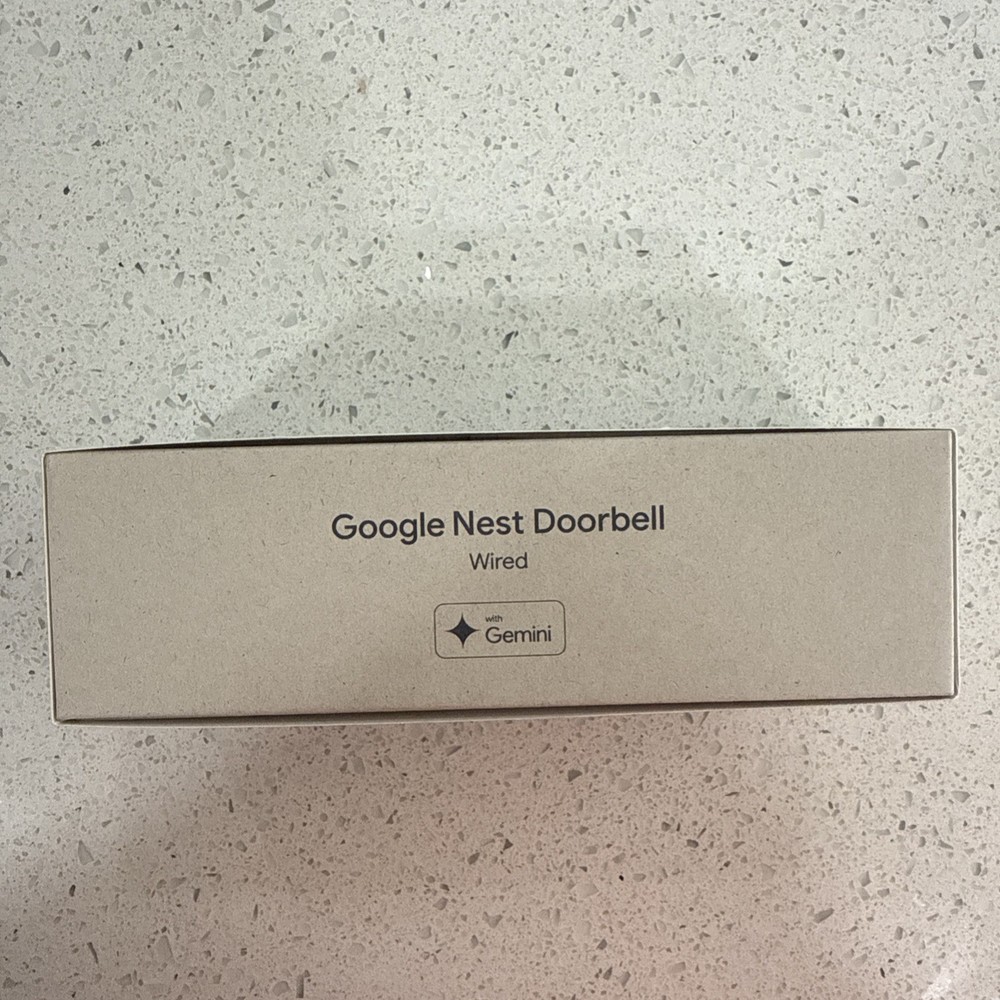 Google Nest Doorbell
Wired
with
Gemini